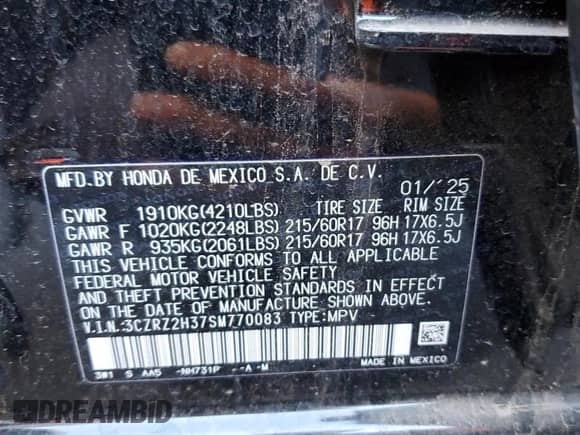 MFD.BY HONDA DE MEXICO S.A. DE C.V. 01/'25
GVWR 1910KG(4210LBS) TIRE SIZE RIM SIZE
GAWR F 1020KG(2248LBS) 215/60R17 96H 17X6.5J
GAWR R 935KG(2061LBS) 215/60R17 96H 17X6.5J
THIS VEHICLE CONFORMS TO ALL APPLICABLE
FEDERAL MOTOR VEHICLE SAFETY
AND THEFT PREVENTION STANDARDS IN EFFECT
ON THE DATE OF MANUFACTURE SHOWN ABOVE.
V.I.N.:3CZRZ2H37SM770083 TYPE:MPV
3W1 S AA5 -NH731P --A-M MADE IN MEXICO
DREAMBID